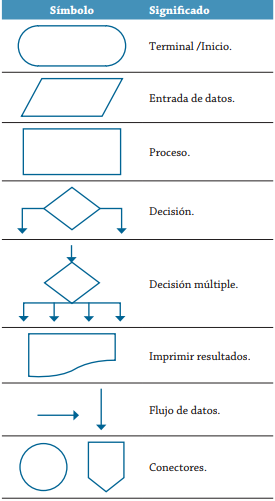 Símbolo Significado
Terminal /Inicio.
Entrada de datos.
Proceso.
Decisión.
Decisión múltiple.
Imprimir resultados.
Flujo de datos.
Conectores.